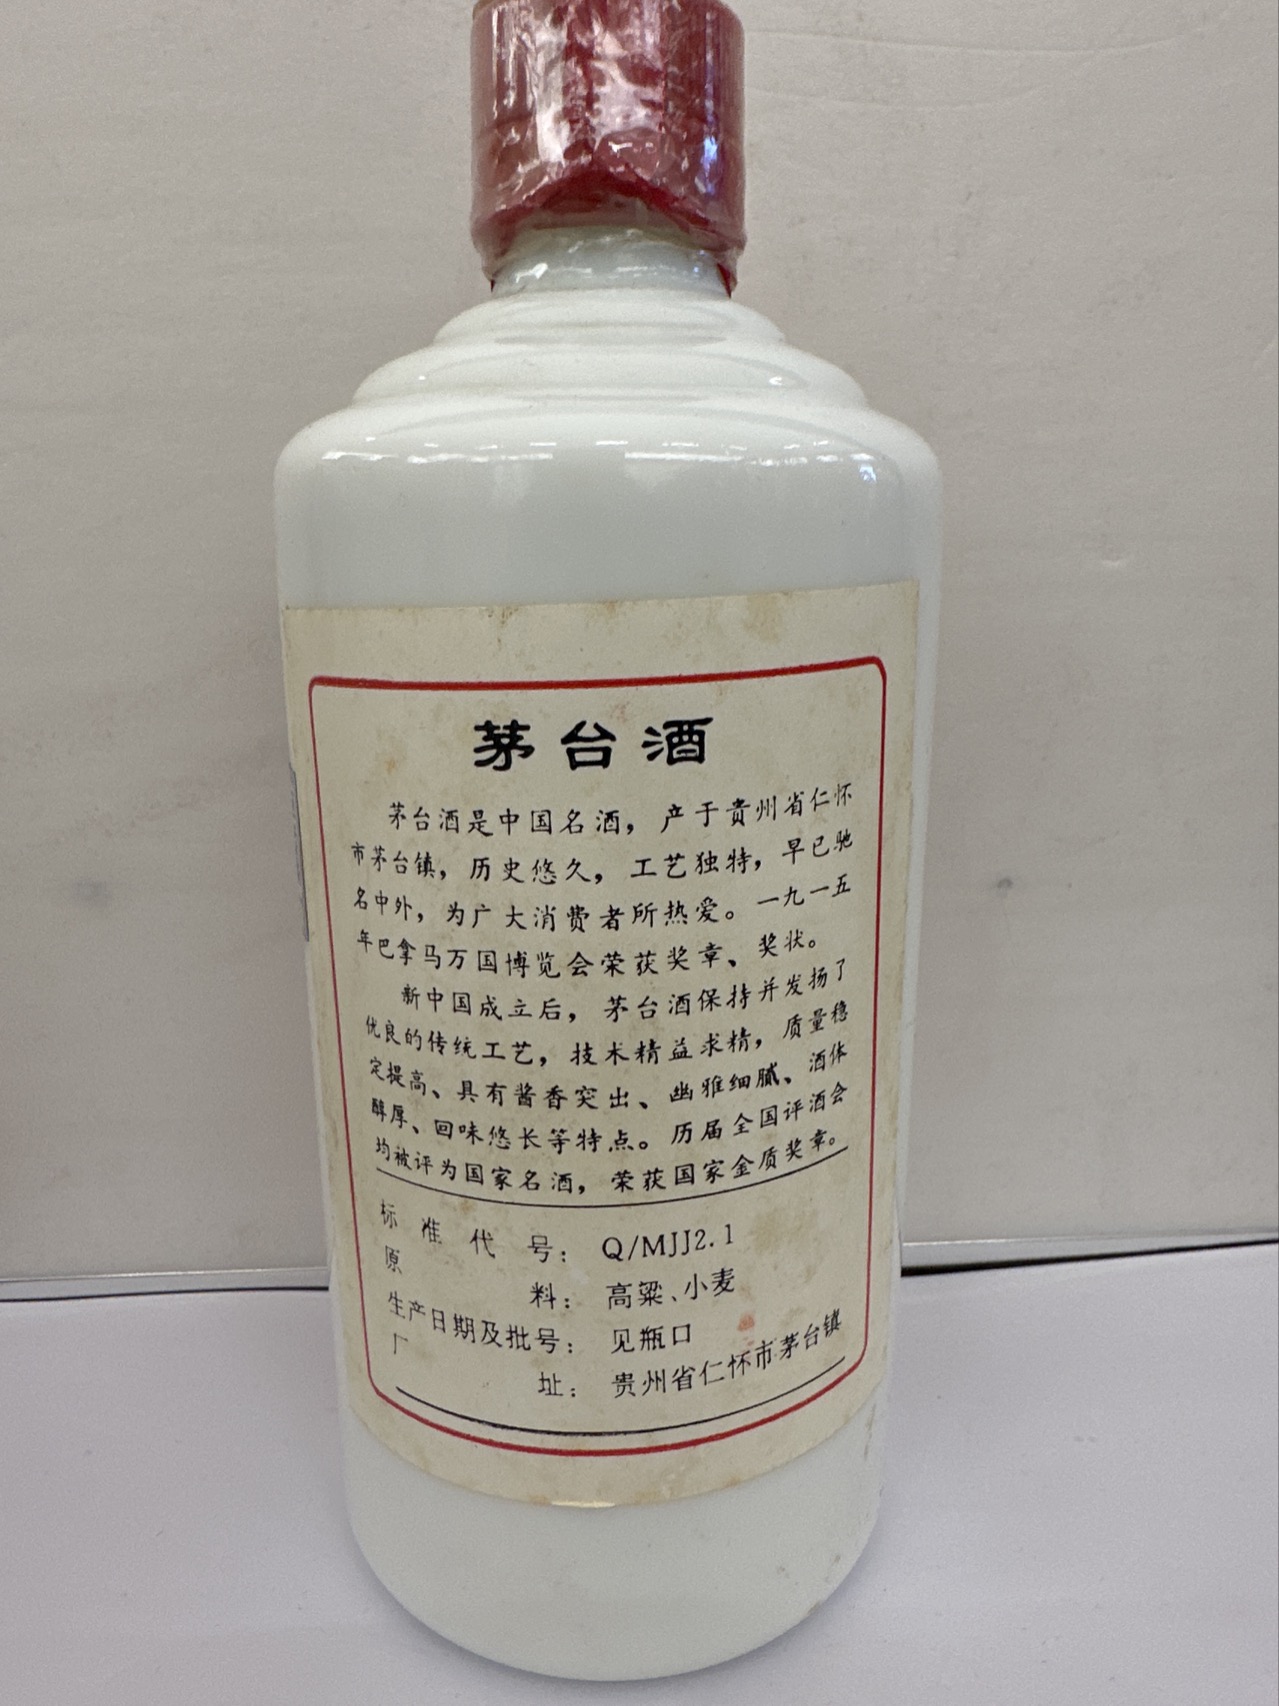 茅台酒
茅台酒是中国名酒，产于贵州省仁怀
市茅台镇，历史悠久，工艺独特，早已驰
名中外，为广大消费者所热爱。一九一五
年巴拿马万国博览会荣获奖章、奖状。
新中国成立后，茅台酒保持并发扬了
优良的传统工艺，技术精益求精，质量稳
定提高、具有酱香突出、幽雅细腻、酒体
醇厚、回味悠长等特点。历届全国评酒会
均被评为国家名酒，荣获国家金质奖章。
标准代号：Q/MJJ2.1
原料：高粱、小麦
生产日期及批号：见瓶口
厂址：贵州省仁怀市茅台镇